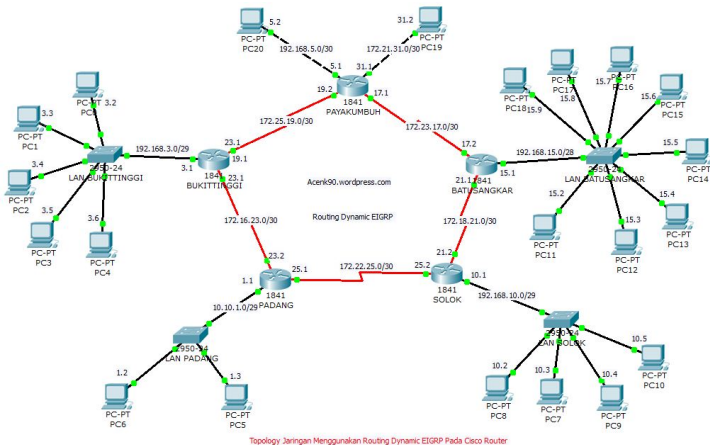 5.2
PC-PT
PC20
192.168.5.0/30
31.2
PC-PT
PC19
172.21.31.0/30
5.1
31.1
19.2
17.1
1841
PAYAKUMBUH
172.25.19.0/30
172.23.17.0/30
3.2
PC-PT
3.3
PC-PT
PC1
3.4
PC-PT
PC2
3.5
PC-PT
PC3
3.6
PC-PT
PC4
2950-24
LAN BUKITTINGGI
192.168.3.0/29
3.1
23.1
19.1
1841
BUKITTINGGI
23.1
172.16.23.0/30
Acenk90.wordpress.com
Routing Dynamic EIGRP
17.2
15.1
21.1
1841
BATUSANGKAR
192.168.15.0/28
172.18.21.0/30
PC-PT
PC18
15.9
PC-PT
PC17
15.8
PC-PT
PC16
15.7
15.6
PC-PT
PC15
15.5
PC-PT
PC14
15.4
PC-PT
PC13
15.3
PC-PT
PC12
15.2
PC-PT
PC11
2950-24
LAN BATUSANGKAR
23.2
25.1
1.1
1841
PADANG
172.22.25.0/30
21.2
25.2
10.1
1841
SOLOK
10.10.1.0/29
192.168.10.0/29
2950-24
LAN PADANG
1.2
PC-PT
PC6
1.3
PC-PT
PC5
2950-24
LAN SOLOK
10.2
PC-PT
PC8
10.3
PC-PT
PC7
10.4
PC-PT
PC9
10.5
PC-PT
PC10
Topology Jaringan Menggunakan Routing Dynamic EIGRP Pada Cisco Router